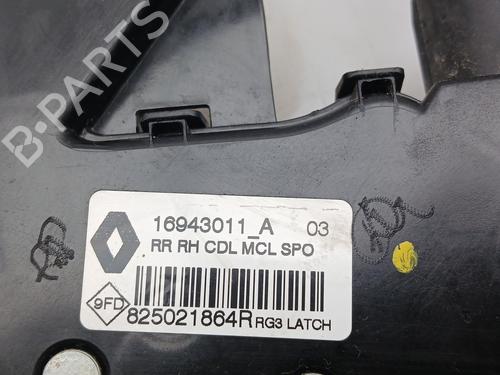 B-PARTS
16943011_A 03
RR RH CDL MCL SPO
9FD
825021864R RG3 LATCH